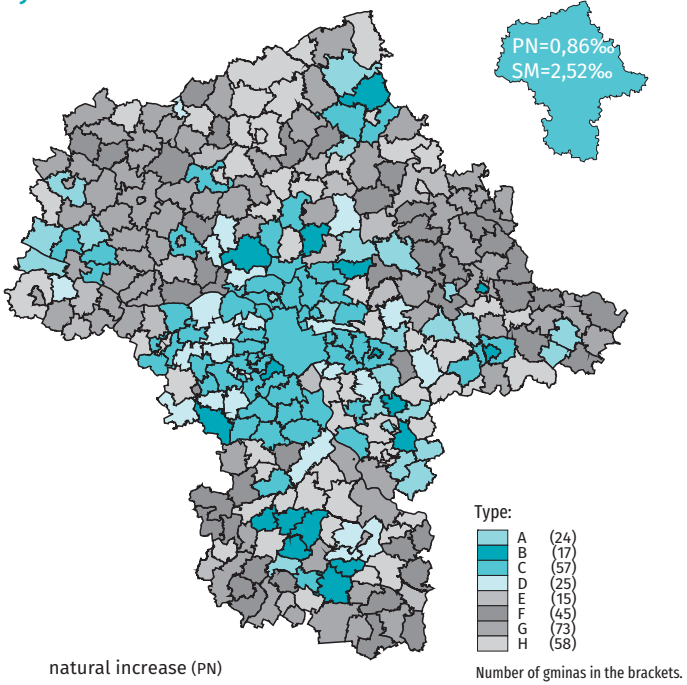 PN=0,86‰
SM=2,52‰
Type:
A (24)
B (17)
C (57)
D (25)
E (15)
F (45)
G (73)
H (58)
natural increase (PN)
Number of gminas in the brackets.